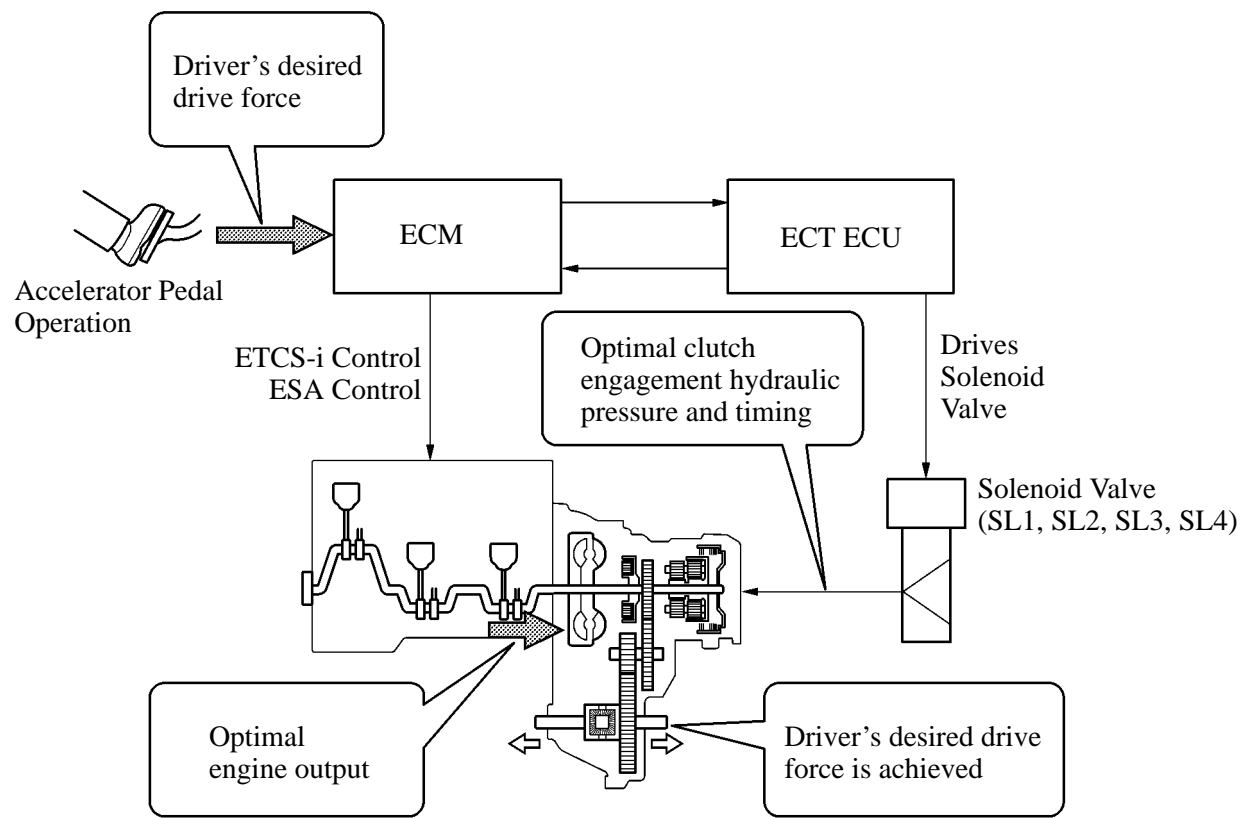 Driver’s desired
drive force
ECM
ECT ECU
Accelerator Pedal
Operation
ETCS-i Control
ESA Control
Optimal clutch
engagement hydraulic
pressure and timing
Drives
Solenoid
Valve
Solenoid Valve
(SL1, SL2, SL3, SL4)
Optimal
engine output
Driver’s desired drive
force is achieved